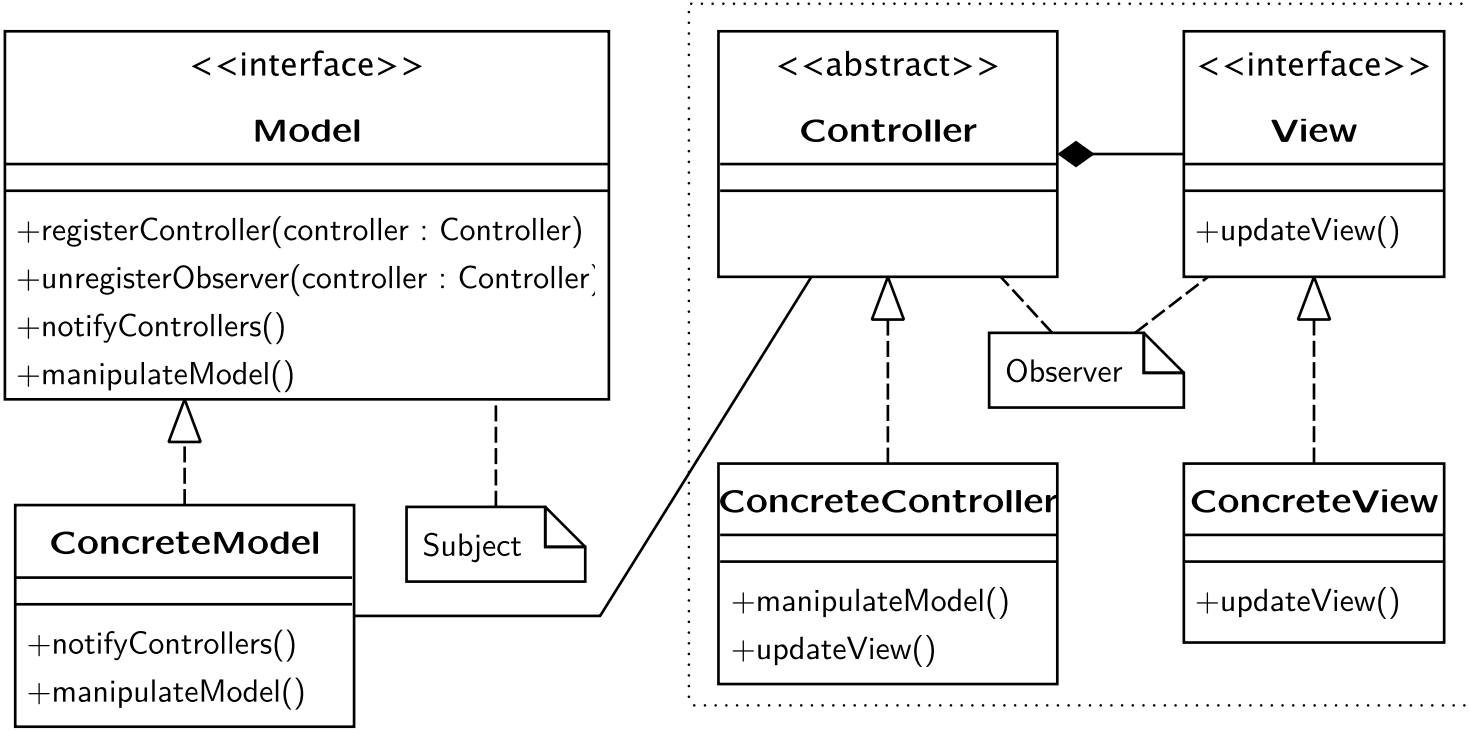 <<interface>>
Model
+registerController(controller : Controller)
+unregisterObserver(controller : Controller)
+notifyControllers()
+manipulateModel()
<<abstract>>
Controller
<<interface>>
View
+updateView()
Observer
ConcreteModel
+notifyControllers()
+manipulateModel()
Subject
ConcreteController
+manipulateModel()
+updateView()
ConcreteView
+updateView()